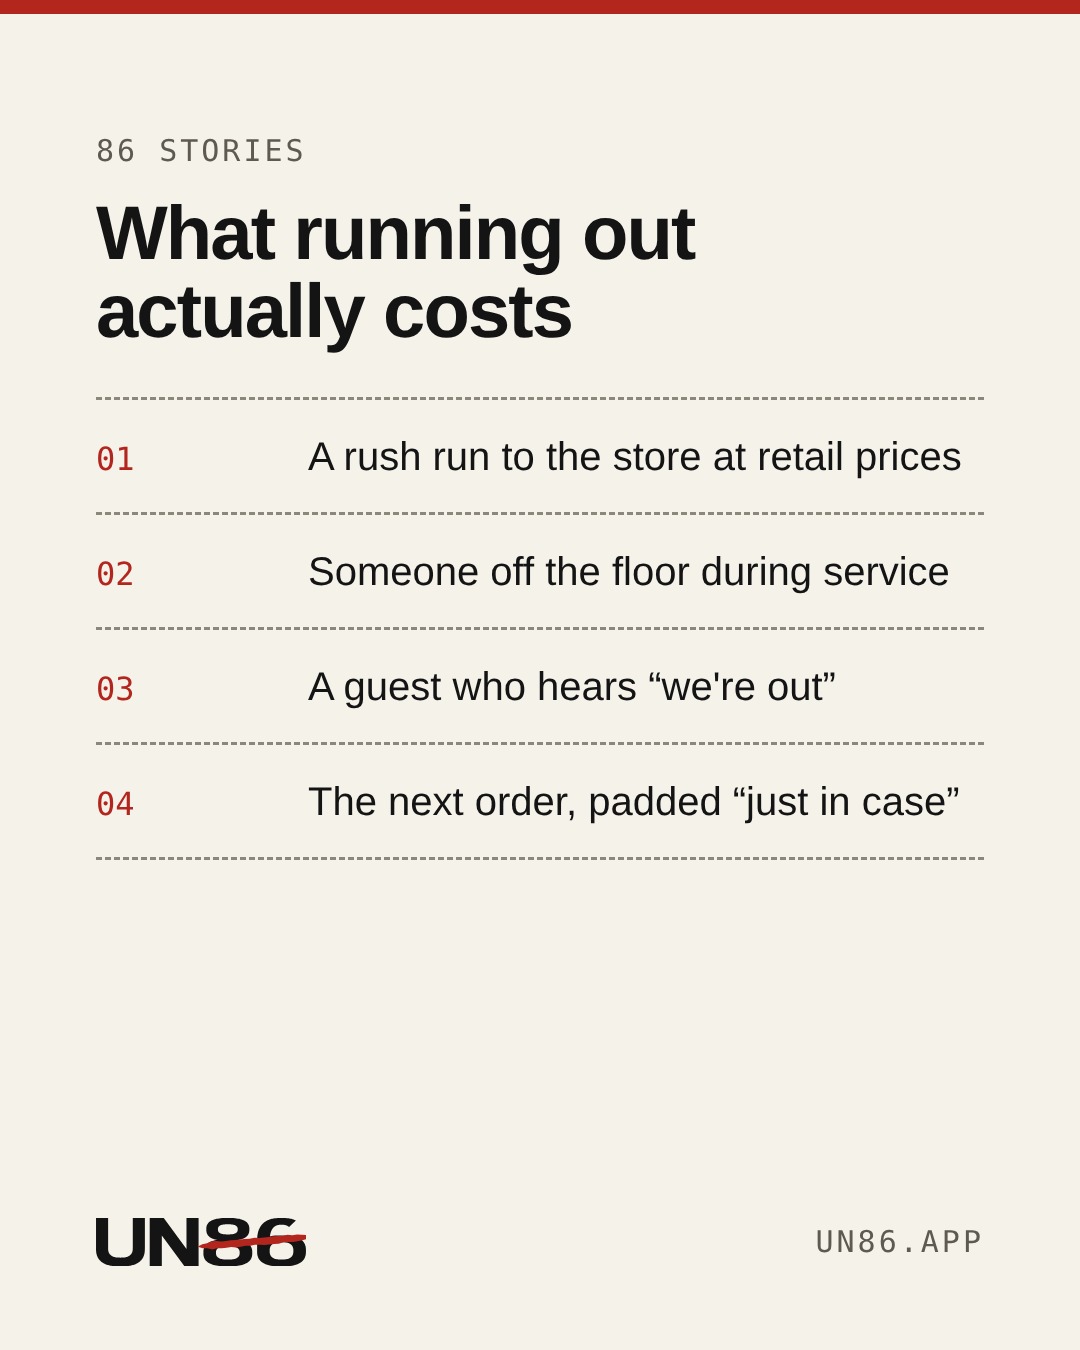 86 STORIES
What running out
actually costs
01 A rush run to the store at retail prices
02 Someone off the floor during service
03 A guest who hears “we're out”
04 The next order, padded “just in case”
UN86
UN86.APP